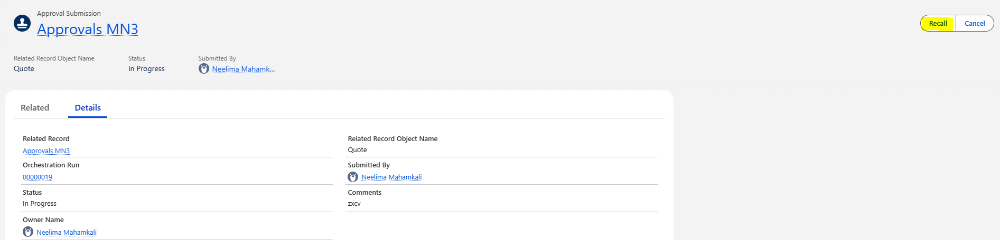 Approval Submission
Approvals MN3
Recall
Cancel
Related Record Object Name
Quote
Status
In Progress
Submitted By
Neelima Mahamk...
Related
Details
Related Record
Approvals MN3
Related Record Object Name
Quote
Orchestration Run
00000019
Submitted By
Neelima Mahamkali
Status
In Progress
Comments
zxcv
Owner Name
Neelima Mahamkali